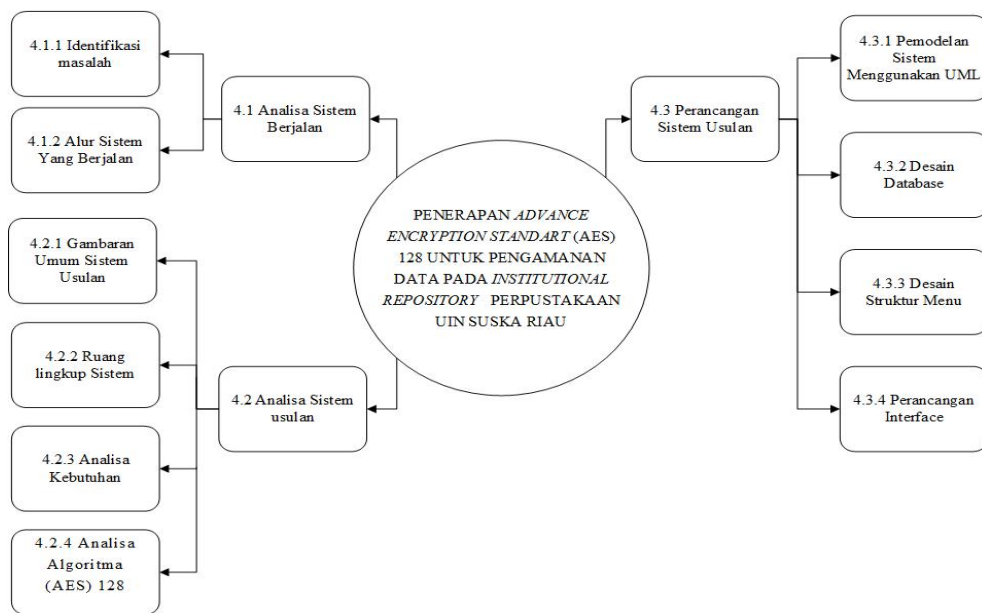 4.1.1 Identifikasi
masalah
4.1.2 Alur Sistem
Yang Berjalan
4.1 Analisa Sistem
Berjalan
4.2.1 Gambaran
Umum Sistem
Usulan
4.2.2 Ruang
lingkup Sistem
4.2.3 Analisa
Kebutuhan
4.2.4 Analisa
Algoritma
(AES) 128
4.2 Analisa Sistem
usulan
PENERAPAN ADVANCE
ENCRYPTION STANDART (AES)
128 UNTUK PENGAMANAN
DATA PADA INSTITUTIONAL
REPOSITORY PERPUSTAKAAN
UIN SUSKA RIAU
4.3 Perancangan
Sistem Usulan
4.3.1 Pemodelan
Sistem
Menggunakan UML
4.3.2 Desain
Database
4.3.3 Desain
Struktur Menu
4.3.4 Perancangan
Interface